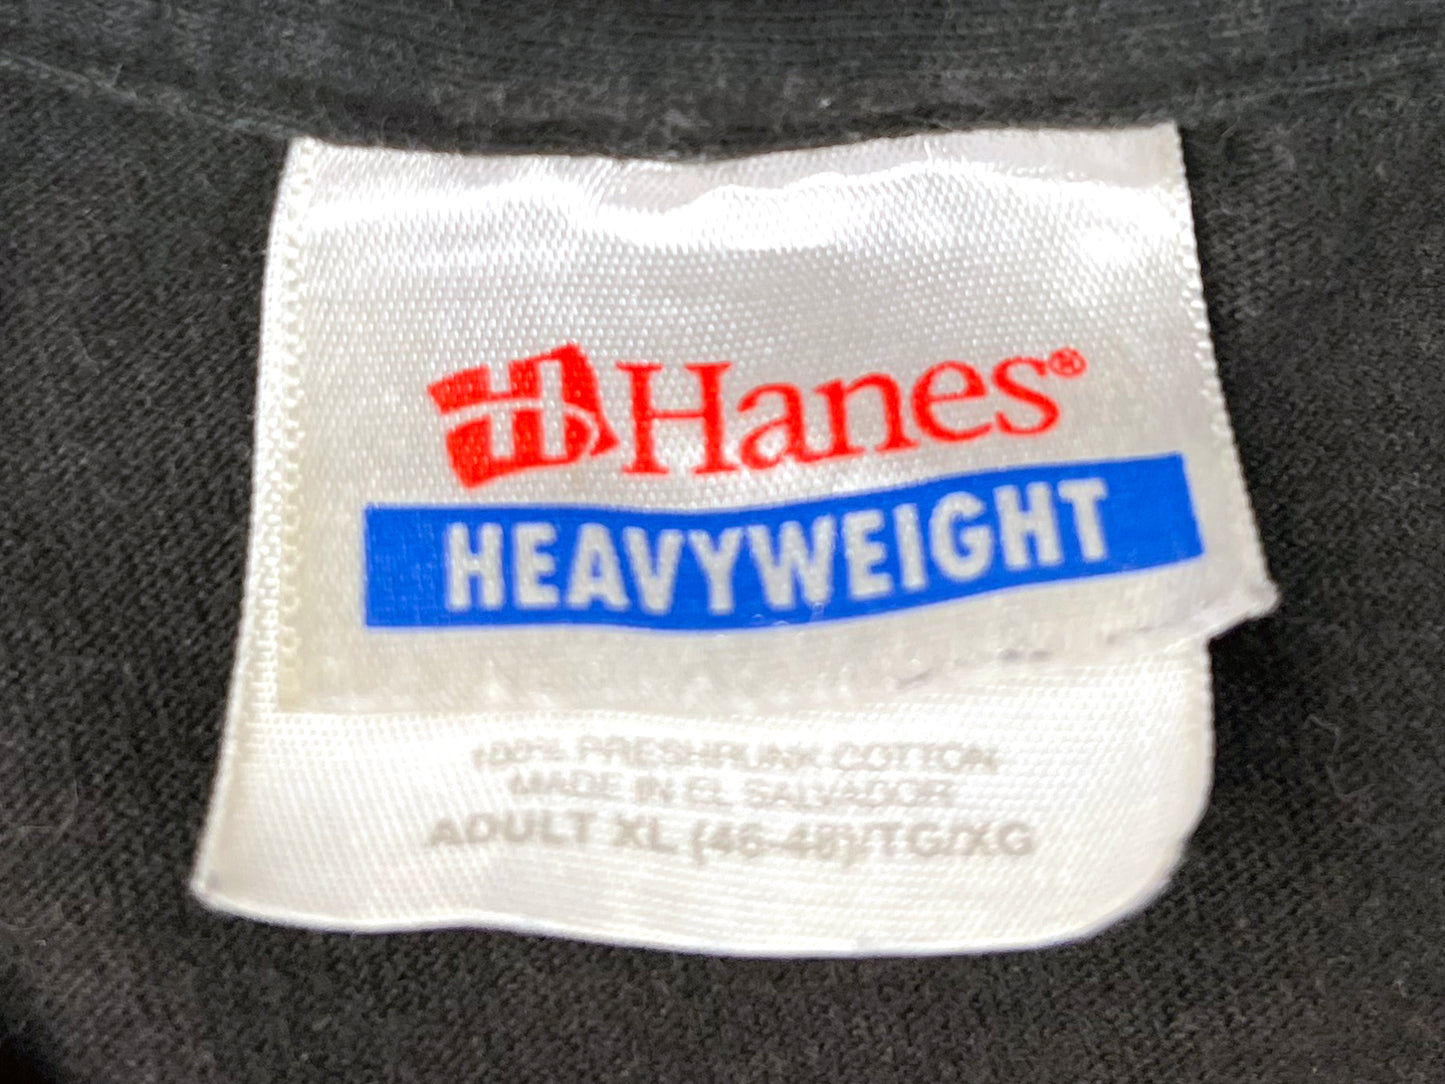 Hanes®
HEAVYWEIGHT
100% PRESHRUNK COTTON
MADE IN EL SALVADOR
ADULT XL (46-48)/TG/XG